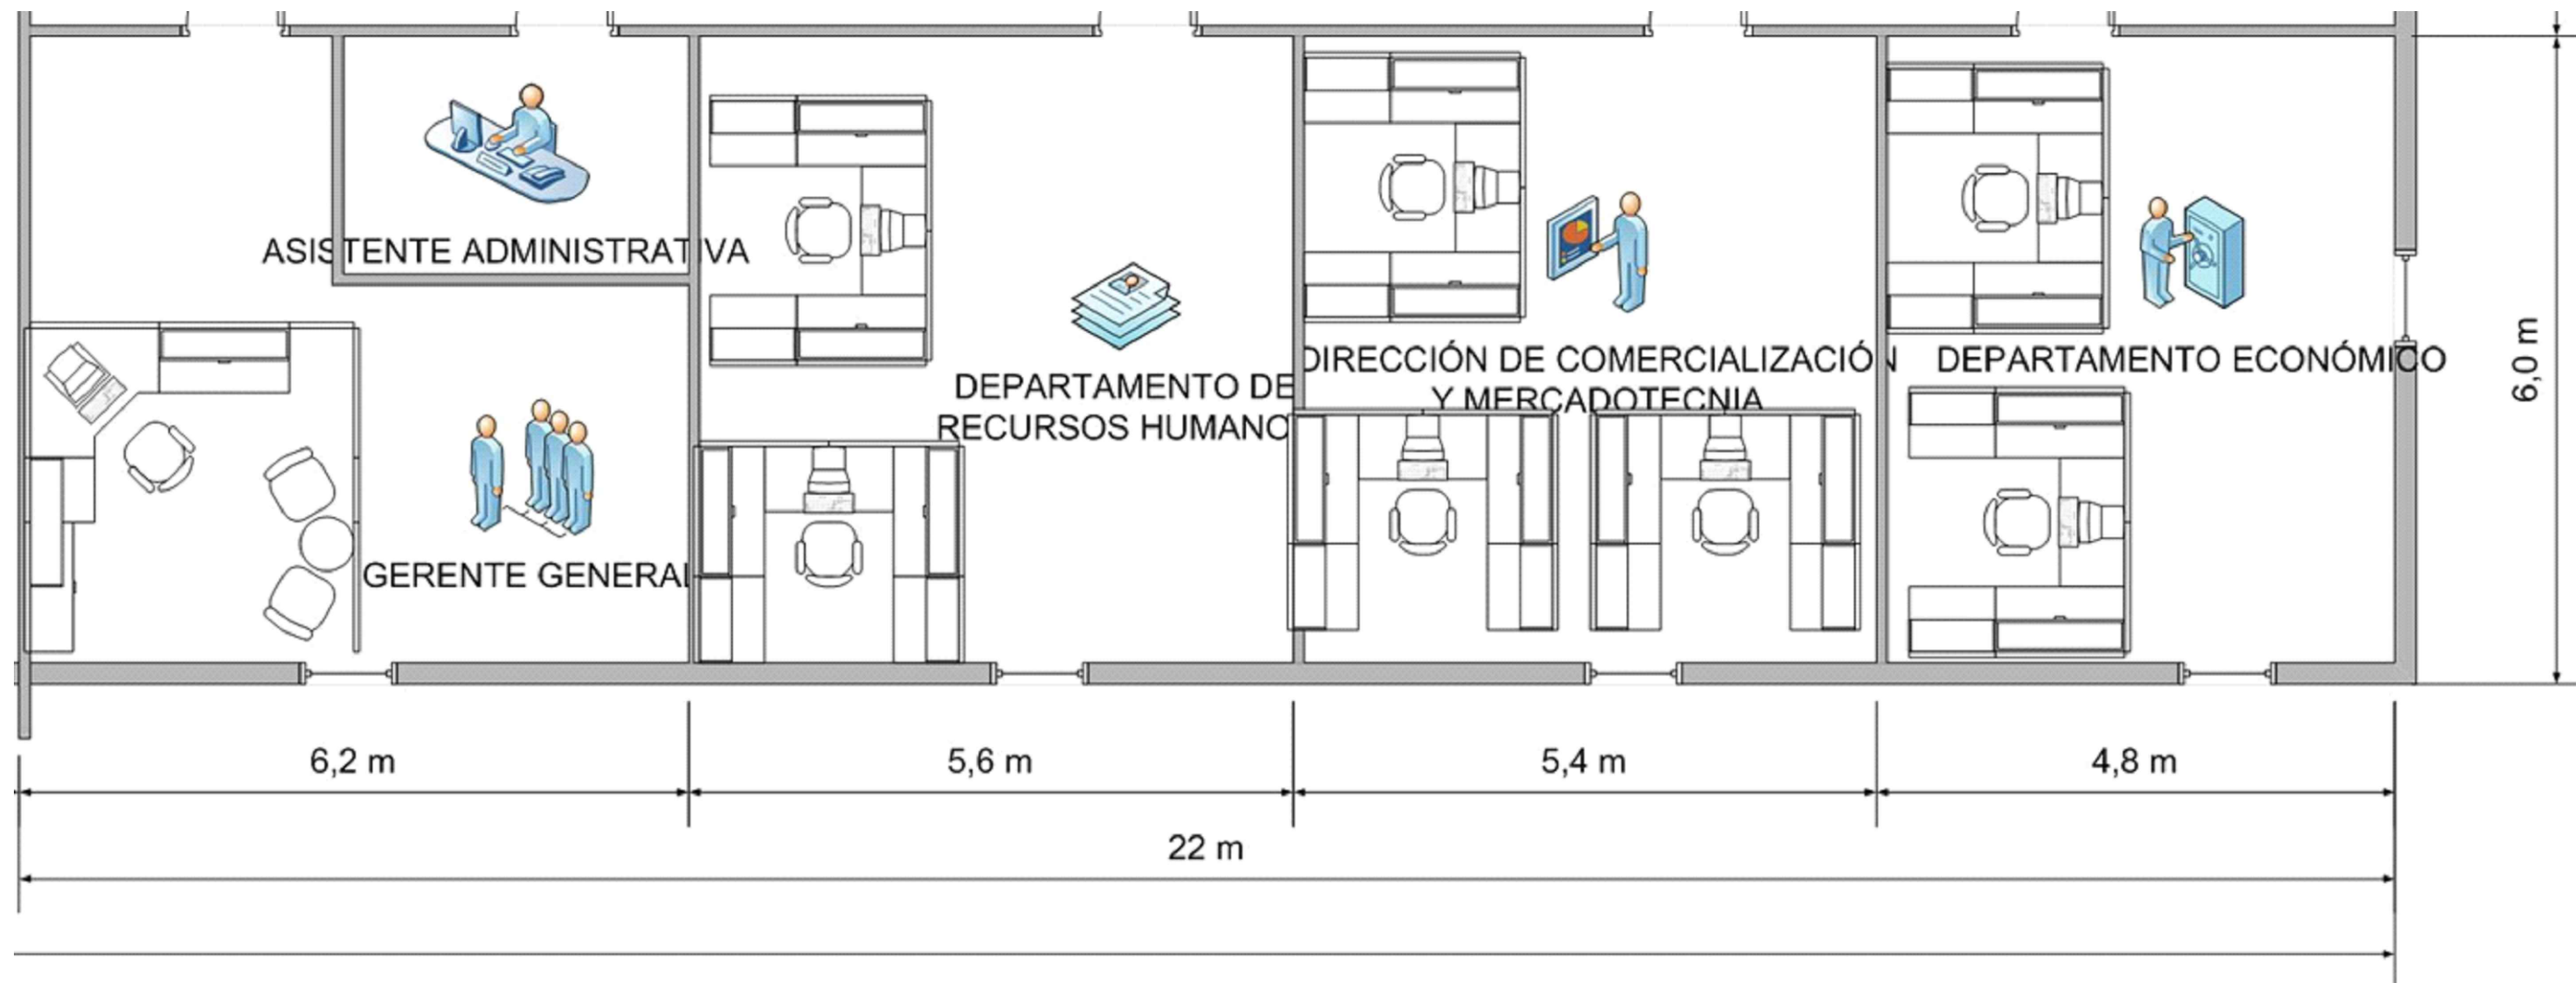 ASISTENTE ADMINISTRATIVA
GERENTE GENERAL
DEPARTAMENTO DE
RECURSOS HUMANO
DIRECCIÓN DE COMERCIALIZACIÓN
Y MERCADOTECNIA
DEPARTAMENTO ECONÓMICO
6,0 m
6,2 m
5,6 m
5,4 m
4,8 m
22 m